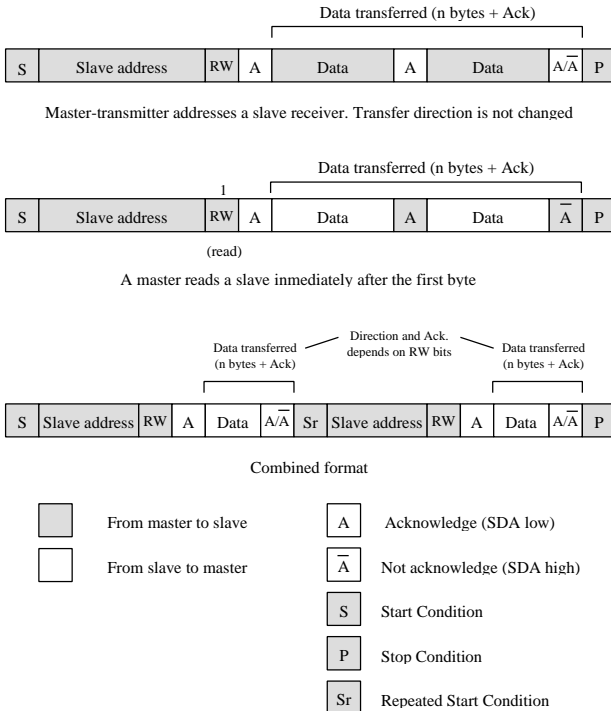 Data transferred (n bytes + Ack)
S Slave address RW A Data A Data A/A̅ P
Master-transmitter addresses a slave receiver. Transfer direction is not changed
Data transferred (n bytes + Ack)
1
S Slave address RW A Data A Data A̅ P
(read)
A master reads a slave inmediately after the first byte
Data transferred
(n bytes + Ack)
Direction and Ack.
depends on RW bits
Data transferred
(n bytes + Ack)
S Slave address RW A Data A/A̅ Sr Slave address RW A Data A/A̅ P
Combined format
From master to slave
A Acknowledge (SDA low)
From slave to master
A̅ Not acknowledge (SDA high)
S Start Condition
P Stop Condition
Sr Repeated Start Condition